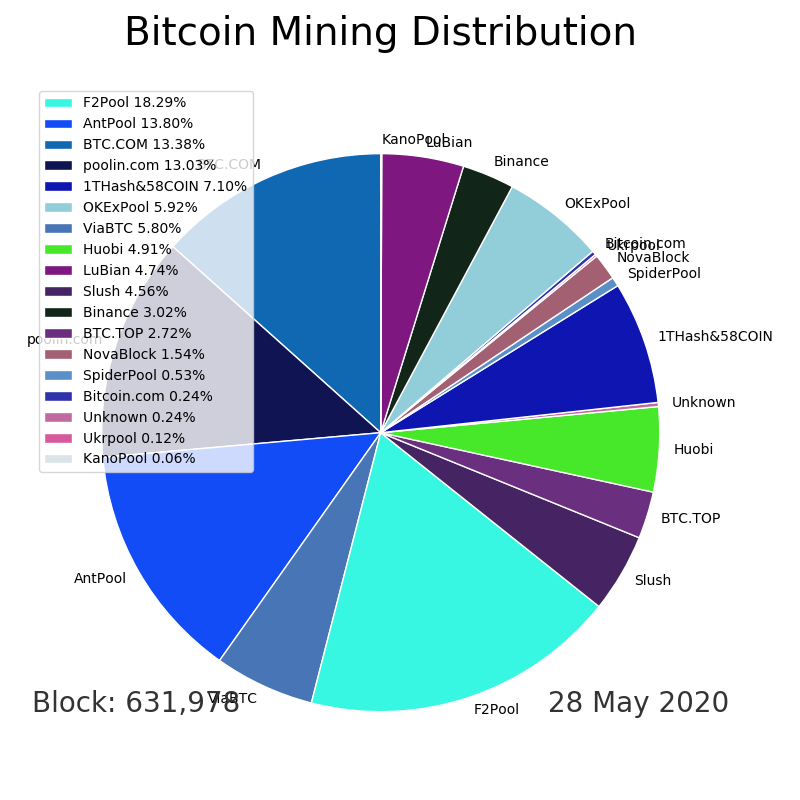 Bitcoin Mining Distribution
F2Pool 18.29%
AntPool 13.80%
BTC.COM 13.38%
poolin.com 13.03%
1THash&58COIN 7.10%
OKExPool 5.92%
ViaBTC 5.80%
Huobi 4.91%
LuBian 4.74%
Slush 4.56%
Binance 3.02%
BTC.TOP 2.72%
NovaBlock 1.54%
SpiderPool 0.53%
Bitcoin.com 0.24%
Unknown 0.24%
Ukrpool 0.12%
KanoPool 0.06%
KanoPool
LuBian
Binance
OKExPool
Bitcoin.com
Ukrpool
NovaBlock
SpiderPool
1THash&58COIN
Unknown
Huobi
BTC.TOP
Slush
F2Pool
ViaBTC
AntPool
poolin.com
BTC.COM
Block: 631,978
28 May 2020